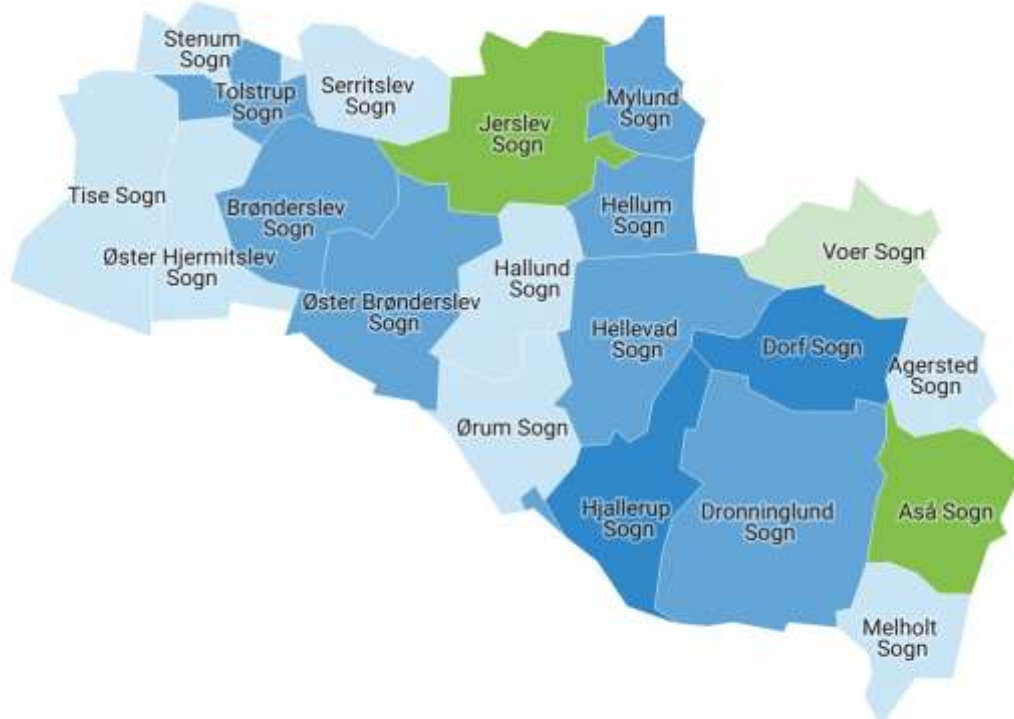 Stenum
Sogn
Tolstrup
Sogn
Serritslev
Sogn
Jerslev
Sogn
Mylund
Sogn
Tise Sogn
Brønderslev
Sogn
Hellum
Sogn
Øster Hjermitslev
Sogn
Hallund
Sogn
Voer Sogn
Øster Brønderslev
Sogn
Hellevad
Sogn
Dorf Sogn
Agersted
Sogn
Ørum Sogn
Hjallerup
Sogn
Dronninglund
Sogn
Aså Sogn
Melholt
Sogn